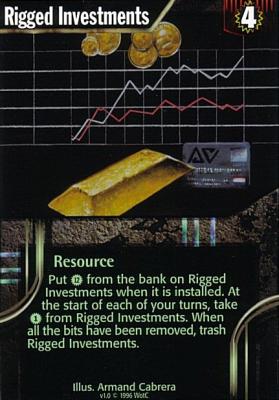 Rigged Investments
4
AV
Resource
Put 12 from the bank on Rigged
Investments when it is installed. At
the start of each of your turns, take
1 from Rigged Investments. When
all the bits have been removed, trash
Rigged Investments.
Illus. Armand Cabrera
v1.0 © 1996 WotC